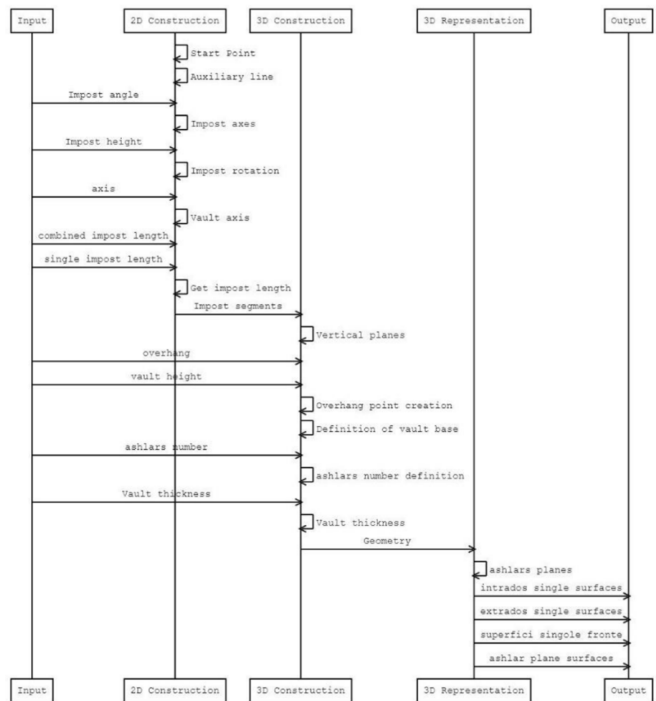 Input 2D Construction 3D Construction 3D Representation Output
Start Point
Auxiliary line
Impost angle
Impost axes
Impost height
Impost rotation
axis
Vault axis
combined impost length
single impost length
Get impost length
Impost segments
Vertical planes
overhang
vault height
Overhang point creation
Definition of vault base
ashlars number
ashlars number definition
Vault thickness
Vault thickness
Geometry
ashlars planes
intrados single surfaces
extrados single surfaces
superfici singole fronte
ashlar plane surfaces
Input 2D Construction 3D Construction 3D Representation Output